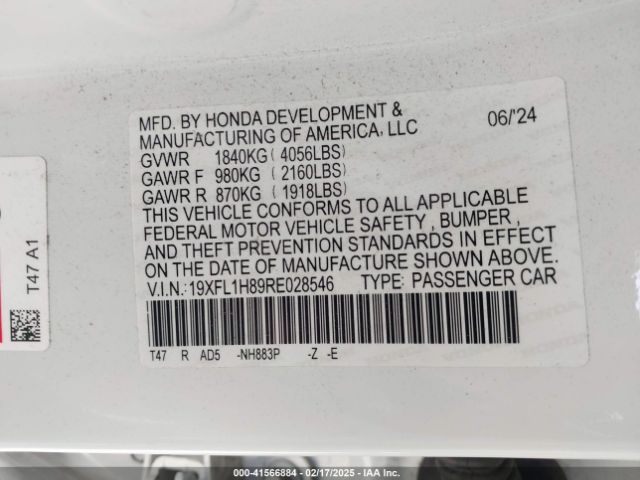 MFD. BY HONDA DEVELOPMENT &
MANUFACTURING OF AMERICA, LLC 06/'24
GVWR 1840KG ( 4056LBS)
GAWR F 980KG ( 2160LBS)
GAWR R 870KG ( 1918LBS)
THIS VEHICLE CONFORMS TO ALL APPLICABLE
FEDERAL MOTOR VEHICLE SAFETY , BUMPER ,
AND THEFT PREVENTION STANDARDS IN EFFECT
ON THE DATE OF MANUFACTURE SHOWN ABOVE.
V.I.N.:19XFL1H89RE028546 TYPE: PASSENGER CAR
T47 R AD5 -NH883P -Z -E
T47 A1
000-41566884 - 02/17/2025 - IAAI.COM